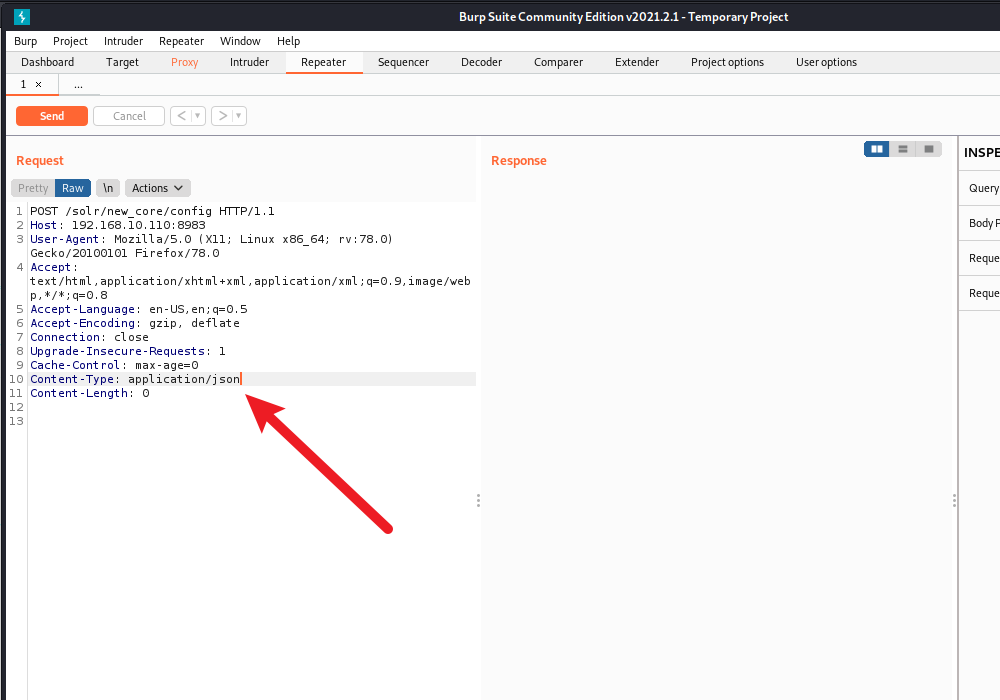 Burp Suite Community Edition v2021.2.1 - Temporary Project
Burp Project Intruder Repeater Window Help
Dashboard Target Proxy Intruder Repeater Sequencer Decoder Comparer Extender Project options User options
1 × ...
Send Cancel < ▼ > ▼
Request
Response
INSPE
Pretty Raw \n Actions
Query
Body P
Reque
Reque
1 POST /solr/new_core/config HTTP/1.1
2 Host: 192.168.10.110:8983
3 User-Agent: Mozilla/5.0 (X11; Linux x86_64; rv:78.0)
Gecko/20100101 Firefox/78.0
4 Accept:
text/html,application/xhtml+xml,application/xml;q=0.9,image/web
p,*/*;q=0.8
5 Accept-Language: en-US,en;q=0.5
6 Accept-Encoding: gzip, deflate
7 Connection: close
8 Upgrade-Insecure-Requests: 1
9 Cache-Control: max-age=0
10 Content-Type: application/json
11 Content-Length: 0
12
13